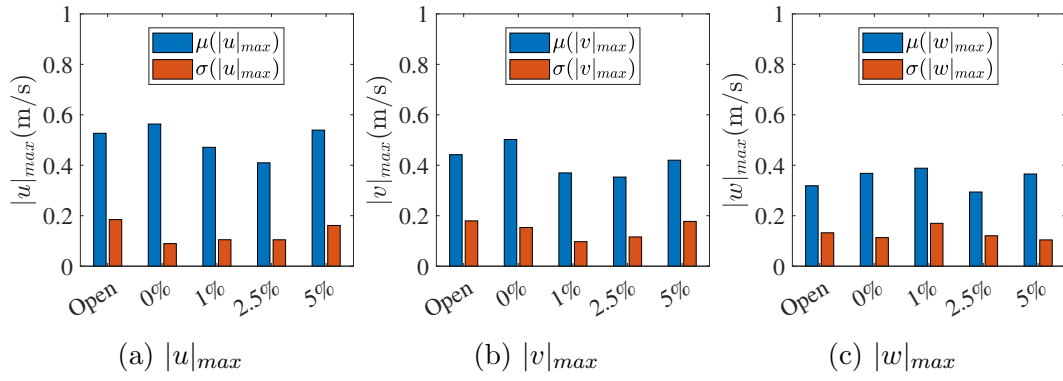 |u|max(m/s)
1
0.8
0.6
0.4
0.2
0
μ(|u|max)
σ(|u|max)
Open 0% 1% 2.5% 5%
(a) |u|max
|v|max(m/s)
1
0.8
0.6
0.4
0.2
0
μ(|v|max)
σ(|v|max)
Open 0% 1% 2.5% 5%
(b) |v|max
|w|max(m/s)
1
0.8
0.6
0.4
0.2
0
μ(|w|max)
σ(|w|max)
Open 0% 1% 2.5% 5%
(c) |w|max